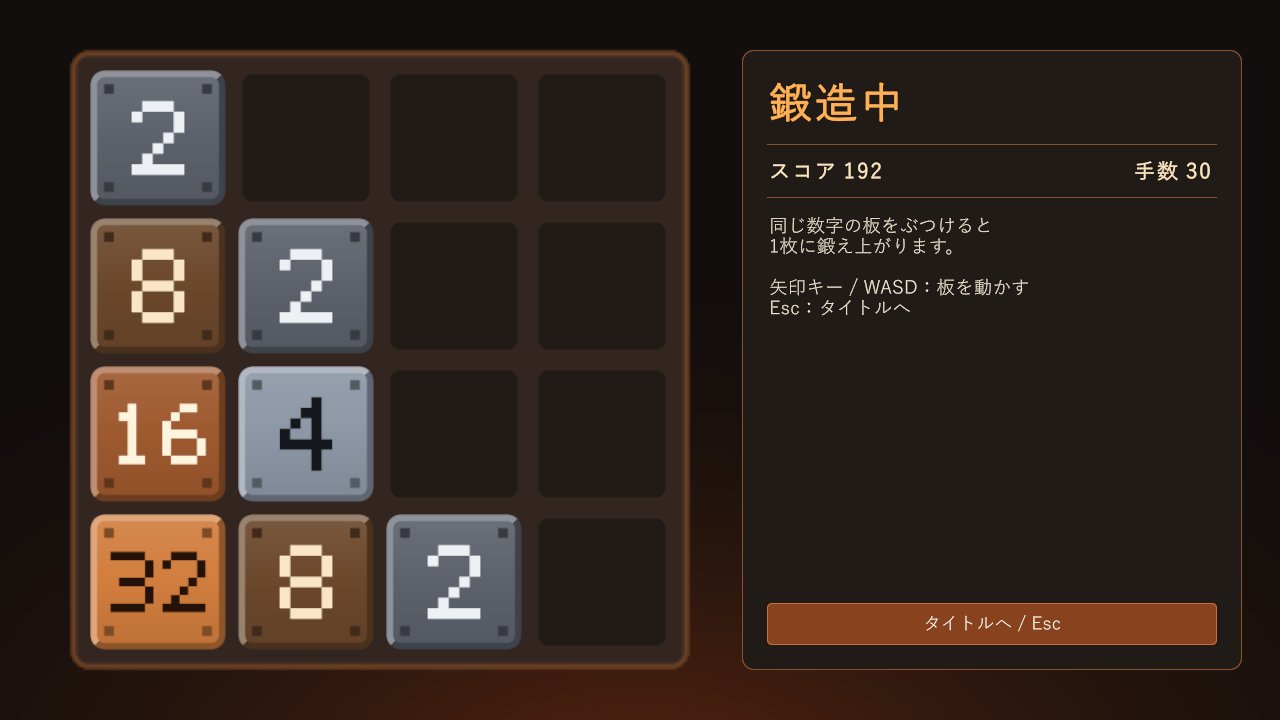 2
8 2
16 4
32 8 2
鍛造中
スコア 192 手数 30
同じ数字の板をぶつけると
1枚に鍛え上がります。
矢印キー / WASD：板を動かす
Esc：タイトルへ
タイトルへ / Esc